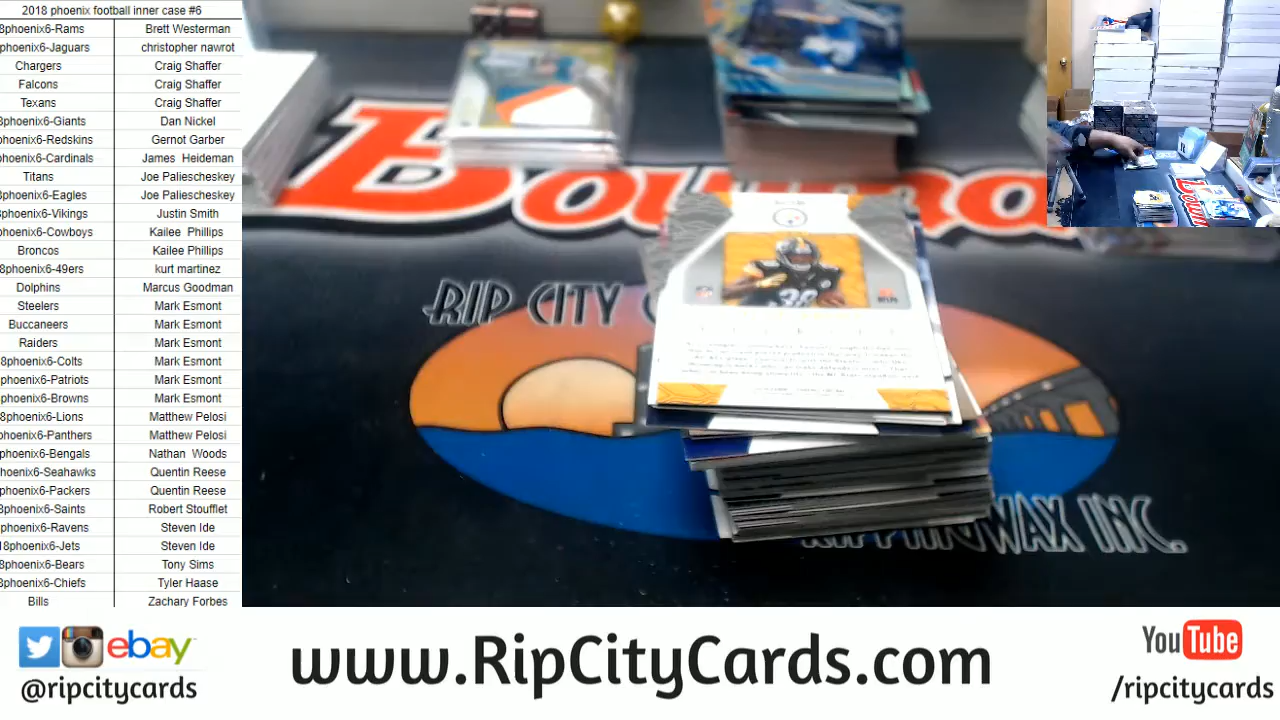 2018 phoenix football inner case #6
8phoenix6-Rams Brett Westerman
phoenix6-Jaguars christopher nawrot
Chargers Craig Shaffer
Falcons Craig Shaffer
Texans Craig Shaffer
8phoenix6-Giants Dan Nickel
phoenix6-Redskins Gernot Garber
phoenix6-Cardinals James Heideman
Titans Joe Paliescheskey
8phoenix6-Eagles Joe Paliescheskey
8phoenix6-Vikings Justin Smith
phoenix6-Cowboys Kailee Phillips
Broncos Kailee Phillips
8phoenix6-49ers kurt martinez
Dolphins Marcus Goodman
Steelers Mark Esmont
Buccaneers Mark Esmont
Raiders Mark Esmont
18phoenix6-Colts Mark Esmont
phoenix6-Patriots Mark Esmont
phoenix6-Browns Mark Esmont
8phoenix6-Lions Matthew Pelosi
phoenix6-Panthers Matthew Pelosi
phoenix6-Bengals Nathan Woods
hoenix6-Seahawks Quentin Reese
phoenix6-Packers Quentin Reese
8phoenix6-Saints Robert Stoufflet
phoenix6-Ravens Steven Ide
18phoenix6-Jets Steven Ide
8phoenix6-Bears Tony Sims
8phoenix6-Chiefs Tyler Haase
Bills Zachary Forbes
Bowma
RIP CITY
RIPPINWAX INC.
ebay
@ripcitycards
www.RipCityCards.com
YouTube
/ripcitycards